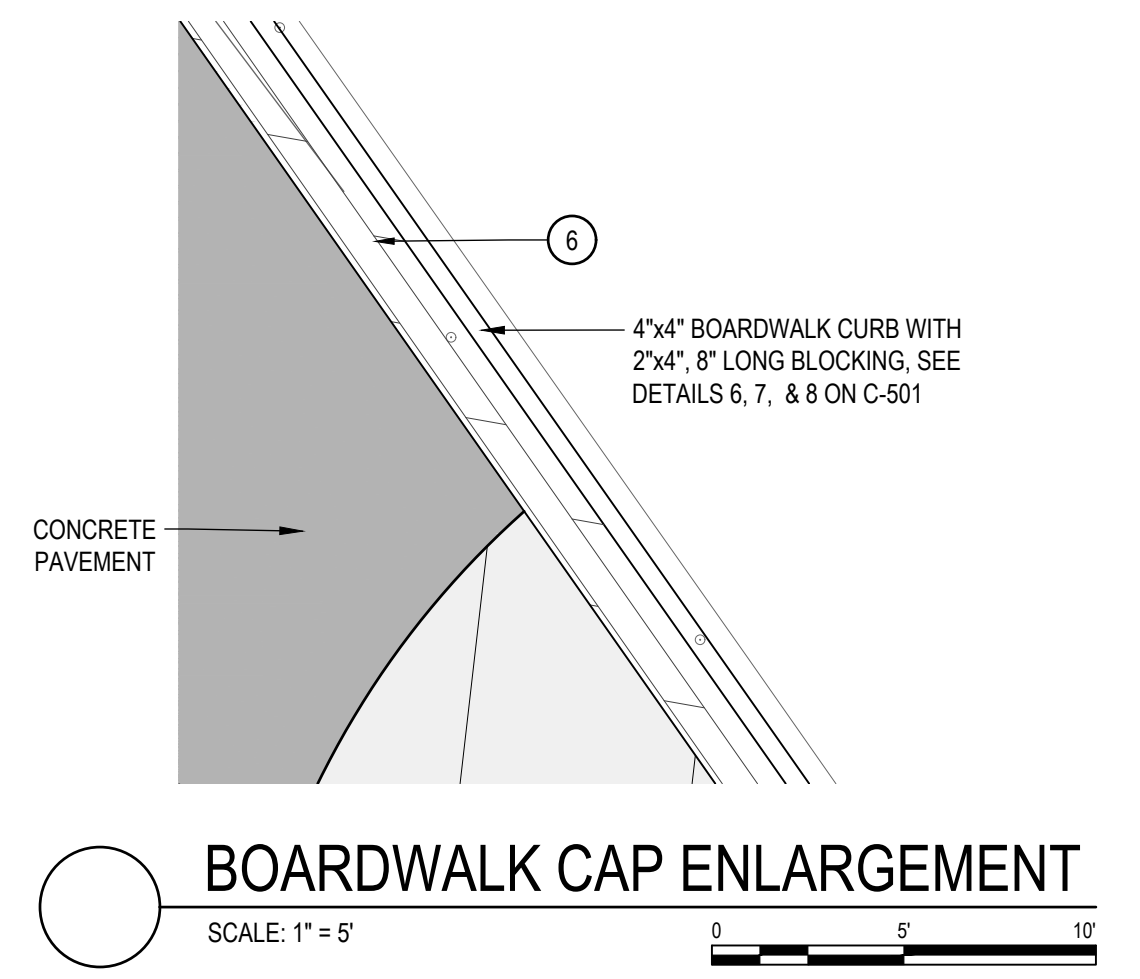 6
4"x4" BOARDWALK CURB WITH
2"x4", 8" LONG BLOCKING, SEE
DETAILS 6, 7,  & 8 ON C-501
CONCRETE
PAVEMENT
BOARDWALK CAP ENLARGEMENT
SCALE: 1" = 5'
0 5' 10'